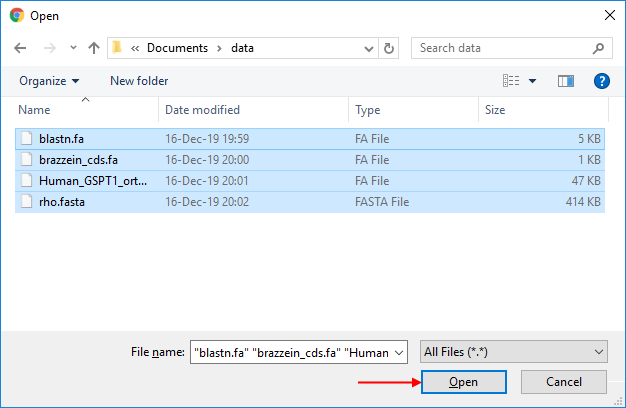 Open
« Documents › data
Search data
Organize New folder
Name Date modified Type Size
blastn.fa 16-Dec-19 19:59 FA File 5 KB
brazzein_cds.fa 16-Dec-19 20:00 FA File 1 KB
Human_GSPT1_ort... 16-Dec-19 20:01 FA File 47 KB
rho.fasta 16-Dec-19 20:02 FASTA File 414 KB
File name: "blastn.fa" "brazzein_cds.fa" "Human All Files (*.*)
Open Cancel